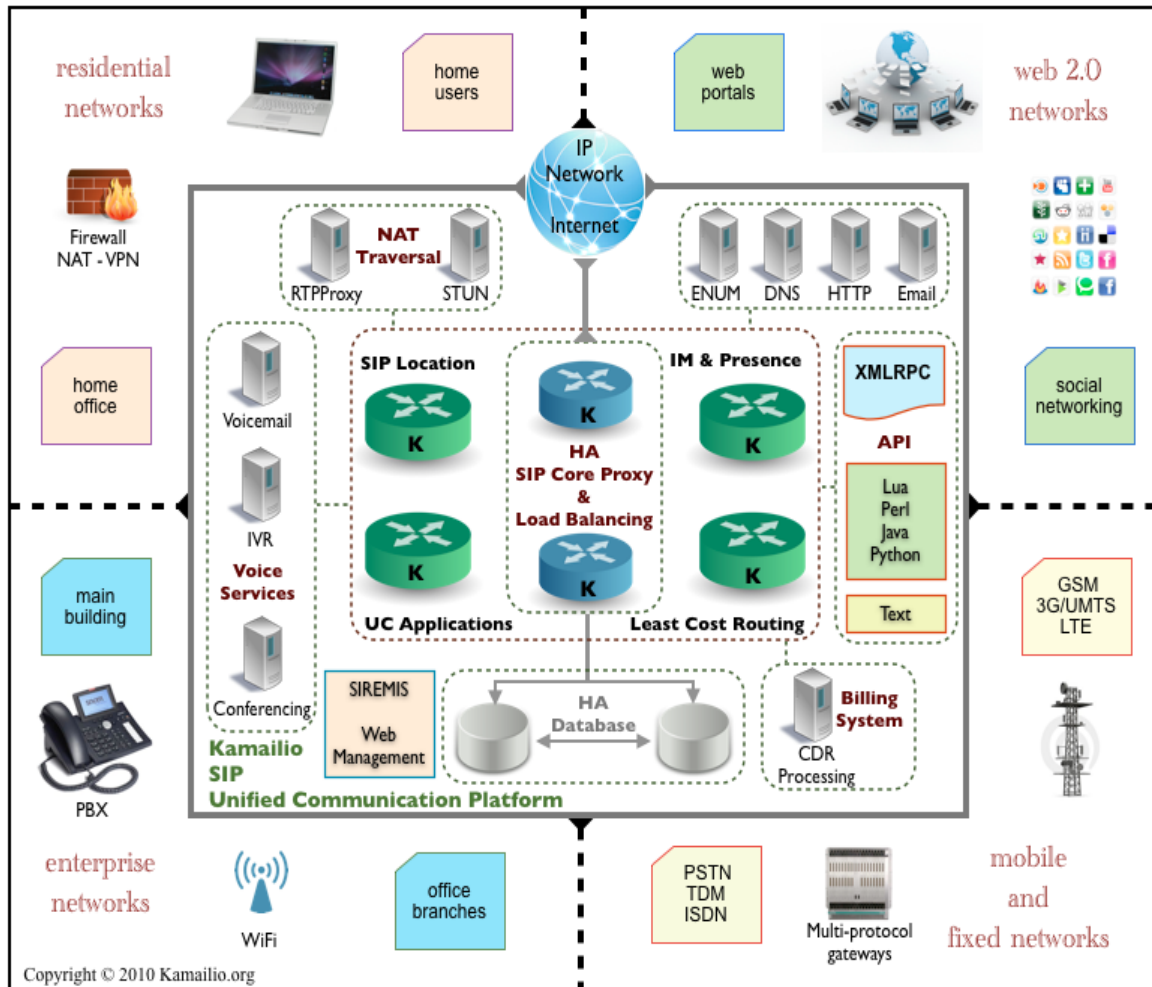 residential
networks
home
users
web
portals
web 2.0
networks
IP
Network
Internet
Firewall
NAT - VPN
NAT
Traversal
RTPProxy
STUN
ENUM
DNS
HTTP
Email
home
office
Voicemail
IVR
Voice
Services
Conferencing
SIP Location
K
K
HA
SIP Core Proxy
&
Load Balancing
K
K
UC Applications
IM & Presence
K
K
Least Cost Routing
XMLRPC
API
Lua
Perl
Java
Python
Text
social
networking
main
building
GSM
3G/UMTS
LTE
SIREMIS
Web
Management
HA
Database
Billing
System
CDR
Processing
Kamailio
SIP
Unified Communication Platform
PBX
enterprise
networks
WiFi
office
branches
PSTN
TDM
ISDN
Multi-protocol
gateways
mobile
and
fixed networks
Copyright © 2010 Kamailio.org